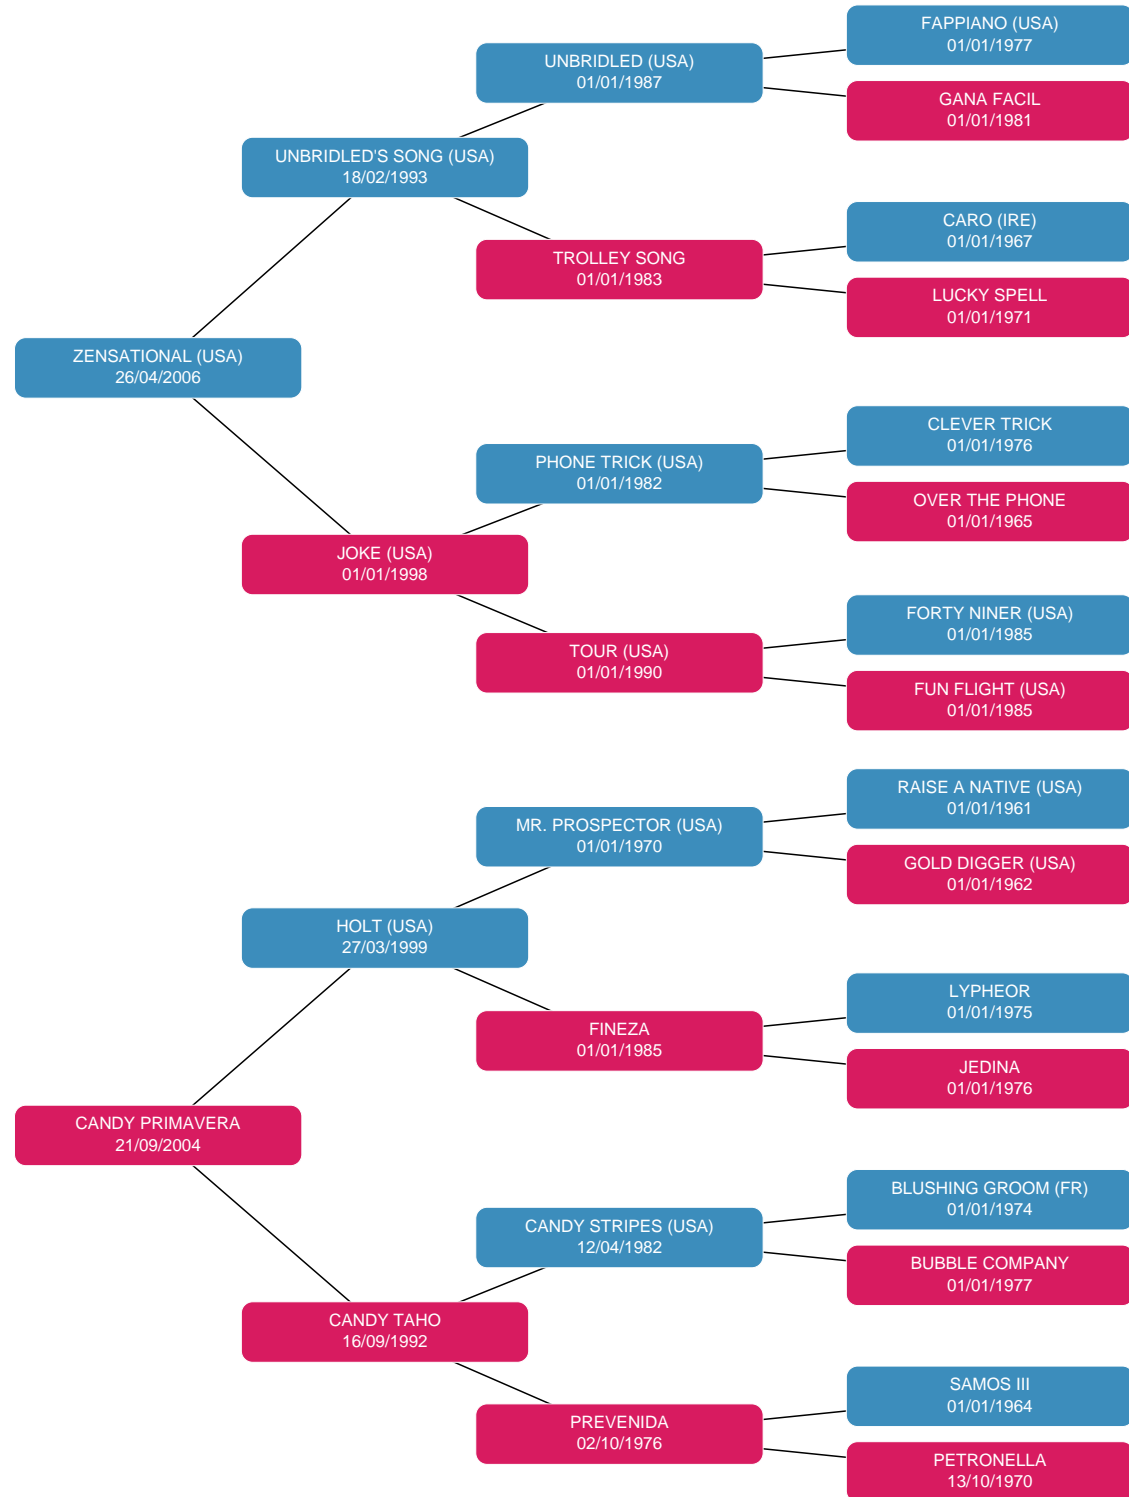 FAPPIANO (USA)
01/01/1977
UNBRIDLED (USA)
01/01/1987
GANA FACIL
01/01/1981
UNBRIDLED'S SONG (USA)
18/02/1993
CARO (IRE)
01/01/1967
TROLLEY SONG
01/01/1983
LUCKY SPELL
01/01/1971
ZENSATIONAL (USA)
26/04/2006
CLEVER TRICK
01/01/1976
PHONE TRICK (USA)
01/01/1982
OVER THE PHONE
01/01/1965
JOKE (USA)
01/01/1998
FORTY NINER (USA)
01/01/1985
TOUR (USA)
01/01/1990
FUN FLIGHT (USA)
01/01/1985
RAISE A NATIVE (USA)
01/01/1961
MR. PROSPECTOR (USA)
01/01/1970
GOLD DIGGER (USA)
01/01/1962
HOLT (USA)
27/03/1999
LYPHEOR
01/01/1975
FINEZA
01/01/1985
JEDINA
01/01/1976
CANDY PRIMAVERA
21/09/2004
BLUSHING GROOM (FR)
01/01/1974
CANDY STRIPES (USA)
12/04/1982
BUBBLE COMPANY
01/01/1977
CANDY TAHO
16/09/1992
SAMOS III
01/01/1964
PREVENIDA
02/10/1976
PETRONELLA
13/10/1970